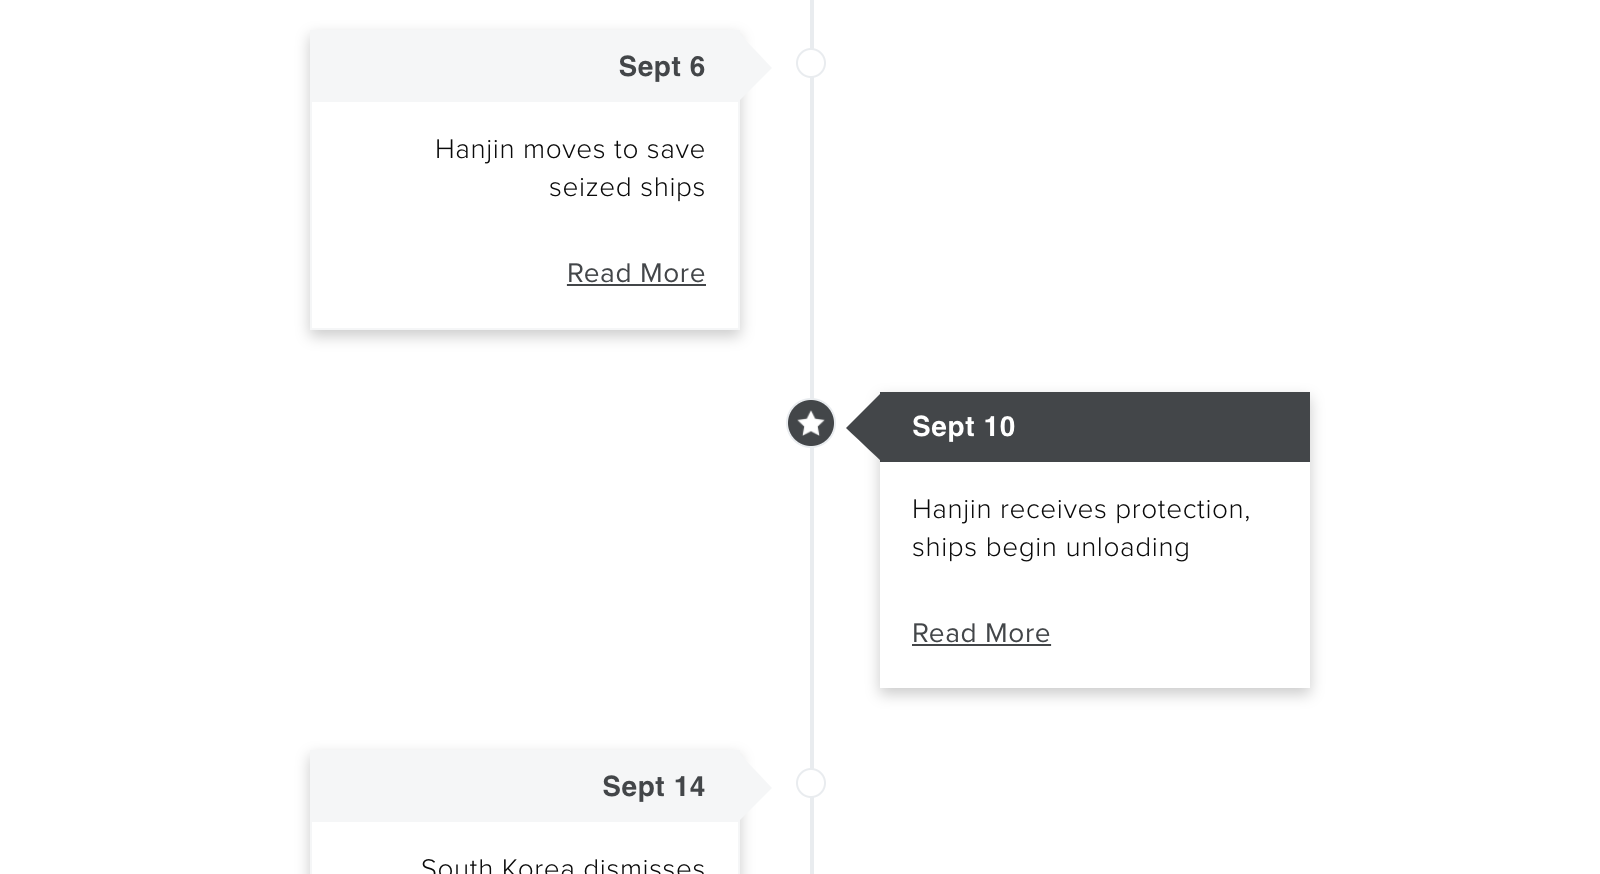 Sept 6
Hanjin moves to save
seized ships
Read More
Sept 10
Hanjin receives protection,
ships begin unloading
Read More
Sept 14
South Korea dismisses